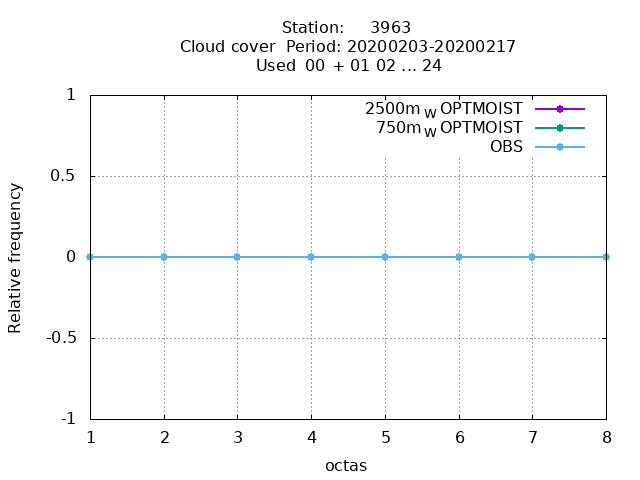 Station:     3963
Cloud cover  Period: 20200203-20200217
Used  00 + 01 02 ... 24
1
0.5
0
-0.5
-1
Relative frequency
2500m W OPTMOIST
750m W OPTMOIST
OBS
1 2 3 4 5 6 7 8
octas